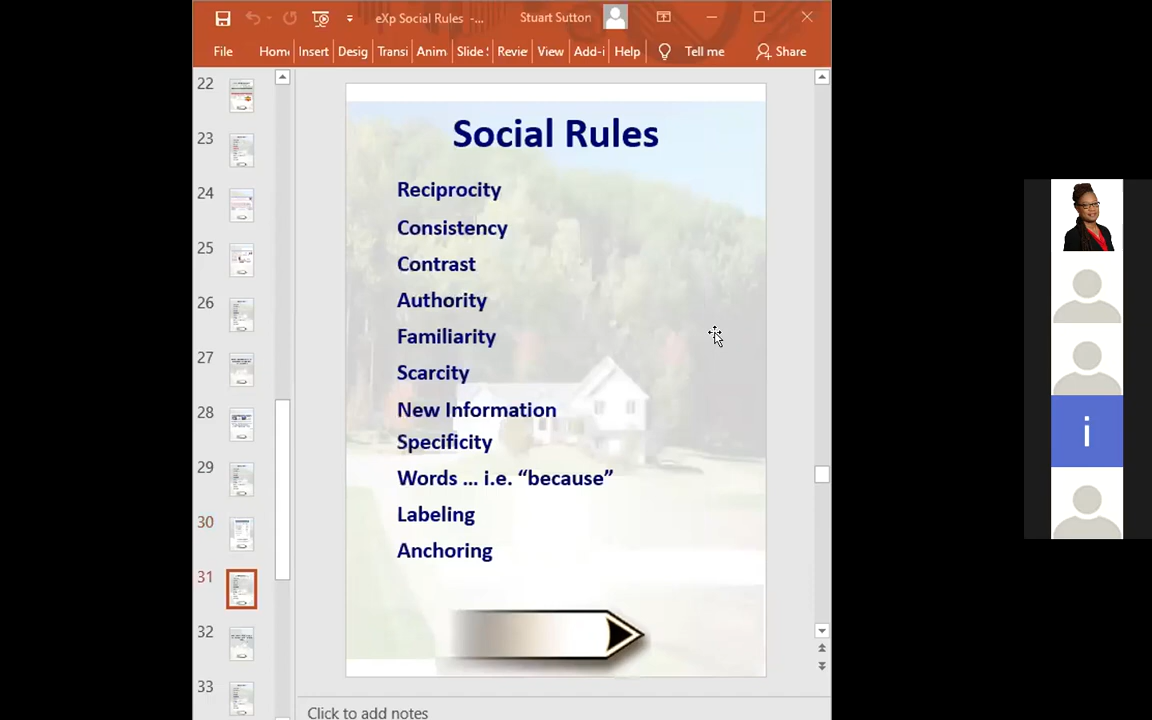 eXp Social Rules -...
Stuart Sutton
File
Hom
Insert
Desig
Transi
Anim
Slide
Revie
View
Add-i
Help
Tell me
Share
22
23
24
25
26
27
28
29
30
31
32
33
Social Rules
Reciprocity
Consistency
Contrast
Authority
Familiarity
Scarcity
New Information
Specificity
Words ... i.e. “because”
Labeling
Anchoring
Click to add notes
i